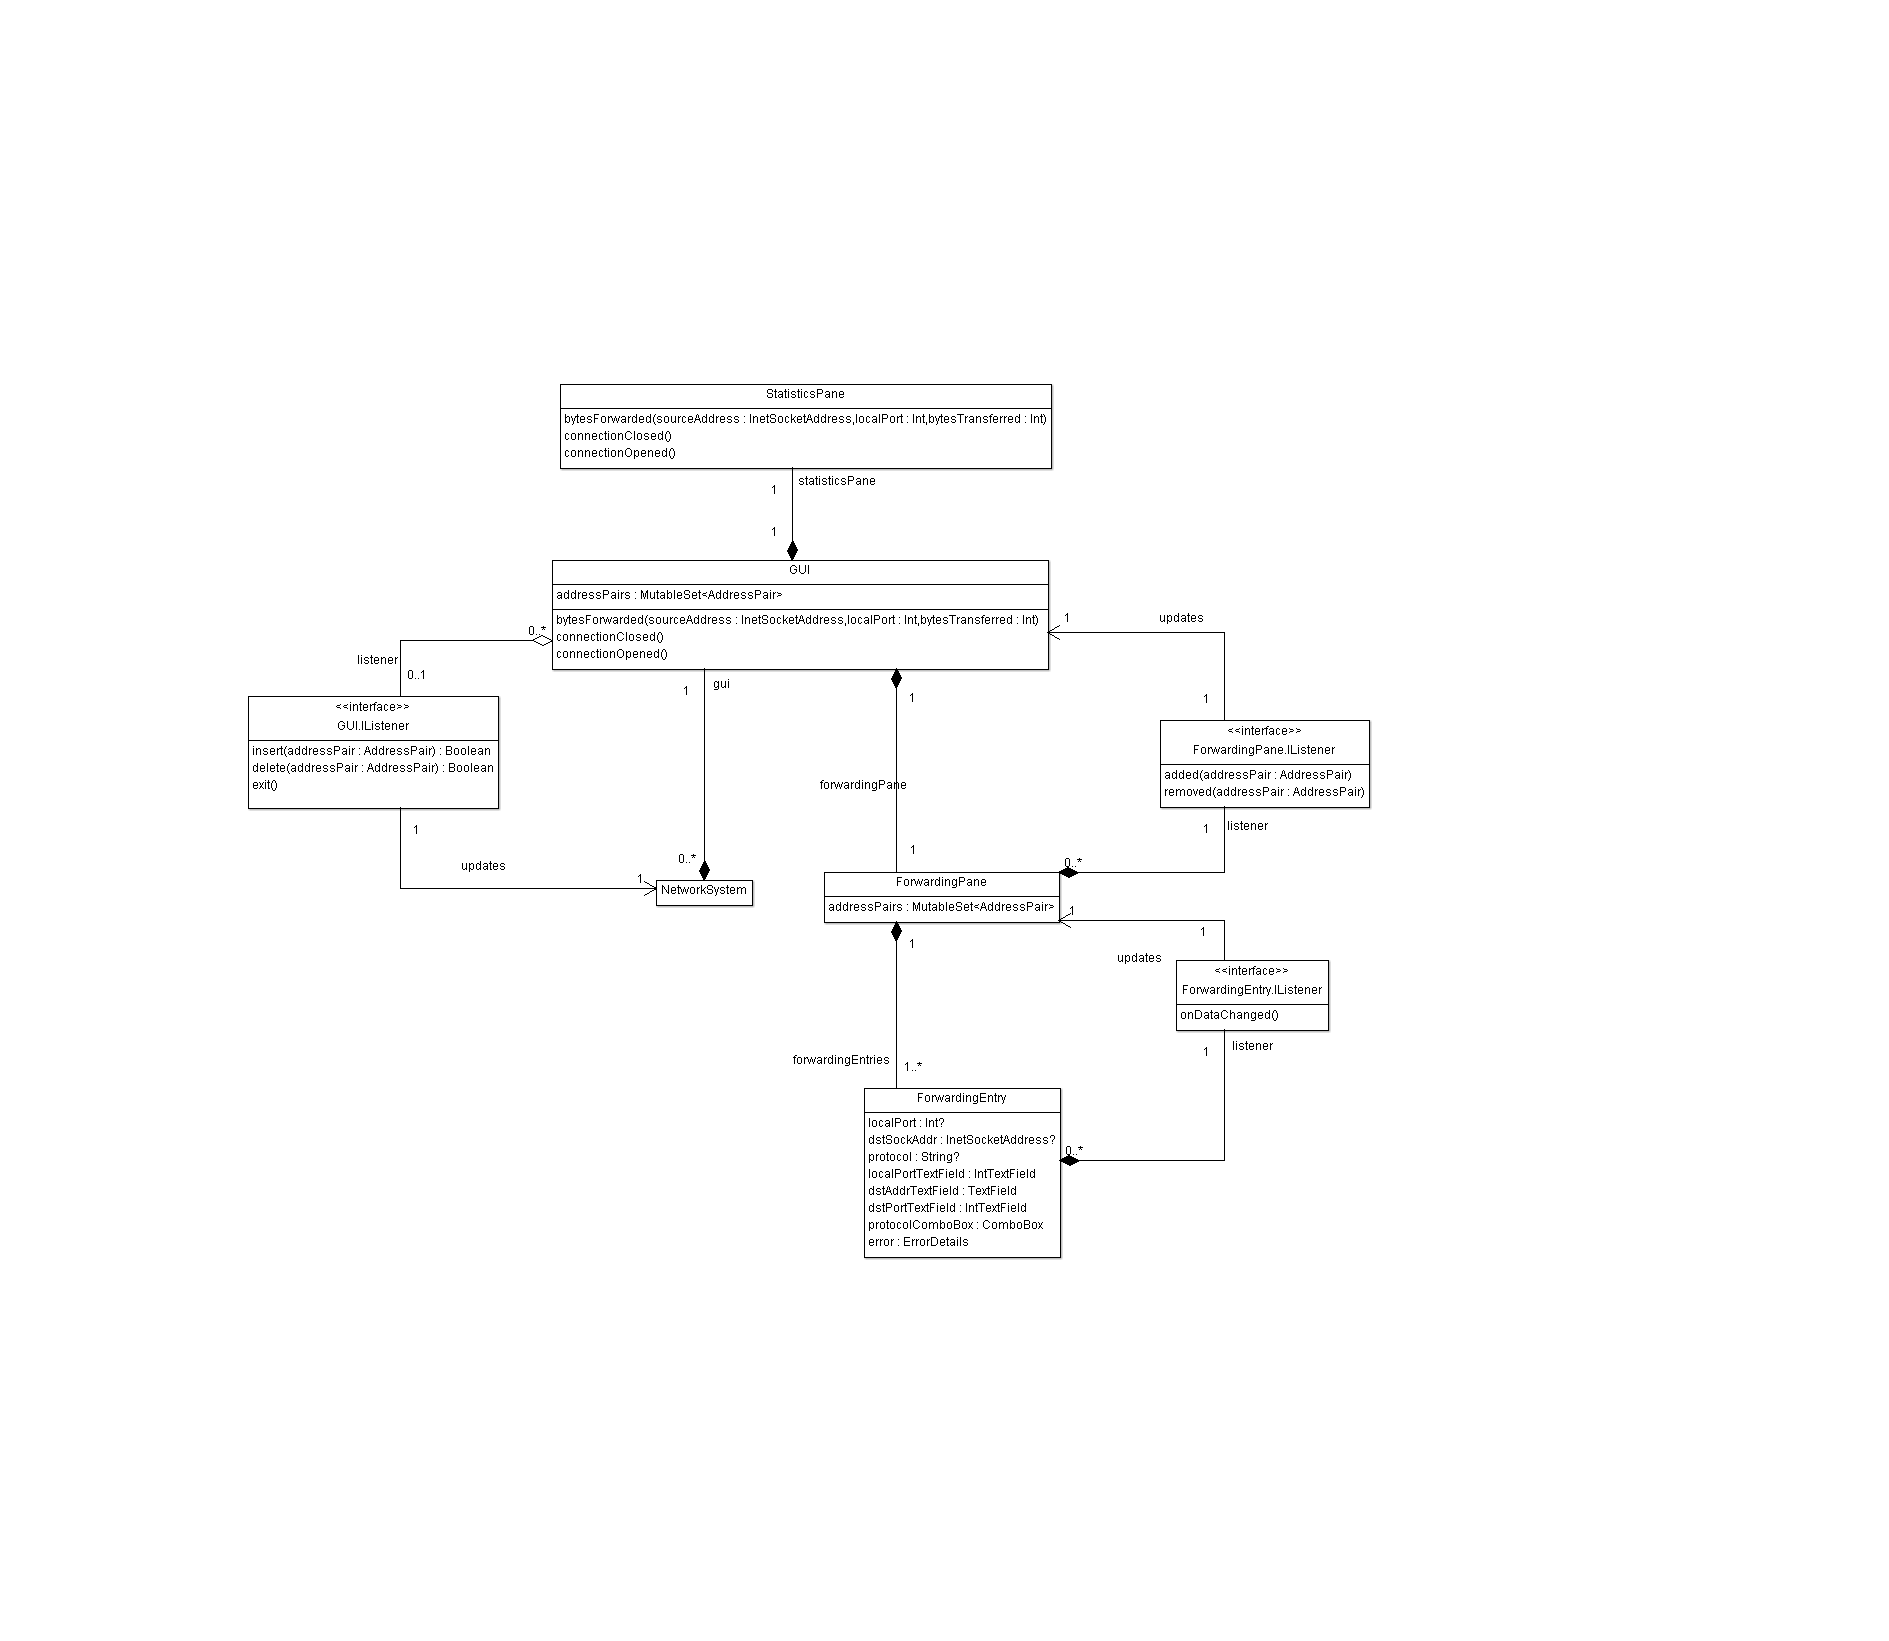 StatisticsPane
bytesForwarded(sourceAddress : InetSocketAddress,localPort : Int,bytesTransferred : Int)
connectionClosed()
connectionOpened()
statisticsPane
1
1
GUI
addressPairs : MutableSet<AddressPair>
bytesForwarded(sourceAddress : InetSocketAddress,localPort : Int,bytesTransferred : Int)
connectionClosed()
connectionOpened()
0..*
listener
0..1
<<interface>>
GUI.IListener
insert(addressPair : AddressPair) : Boolean
delete(addressPair : AddressPair) : Boolean
exit()
1
updates
1
gui
1
0..*
NetworkSystem
1
forwardingPane
1
1
updates
1
<<interface>>
ForwardingPane.IListener
added(addressPair : AddressPair)
removed(addressPair : AddressPair)
1
listener
0..*
ForwardingPane
addressPairs : MutableSet<AddressPair>
1
1
updates
<<interface>>
ForwardingEntry.IListener
onDataChanged()
1
listener
0..*
1
forwardingEntries
1..*
ForwardingEntry
localPort : Int?
dstSockAddr : InetSocketAddress?
protocol : String?
localPortTextField : IntTextField
dstAddrTextField : TextField
dstPortTextField : IntTextField
protocolComboBox : ComboBox
error : ErrorDetails